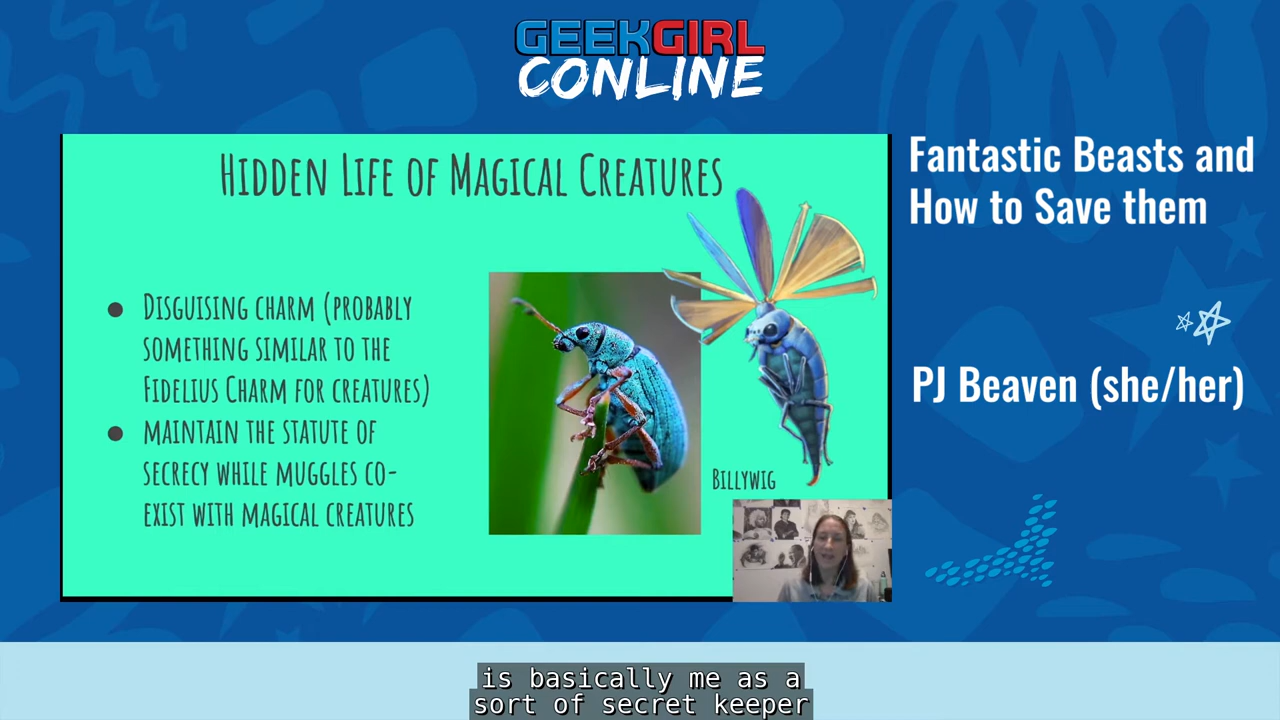 GEEKGIRL
CONLINE
HIDDEN LIFE OF MAGICAL CREATURES
● DISGUISING CHARM (PROBABLY
SOMETHING SIMILAR TO THE
FIDELIUS CHARM FOR CREATURES)
● MAINTAIN THE STATUTE OF
SECRECY WHILE MUGGLES CO-
EXIST WITH MAGICAL CREATURES
BILLYWIG
Fantastic Beasts and
How to Save them
PJ Beaven (she/her)
is basically me as a
sort of secret keeper